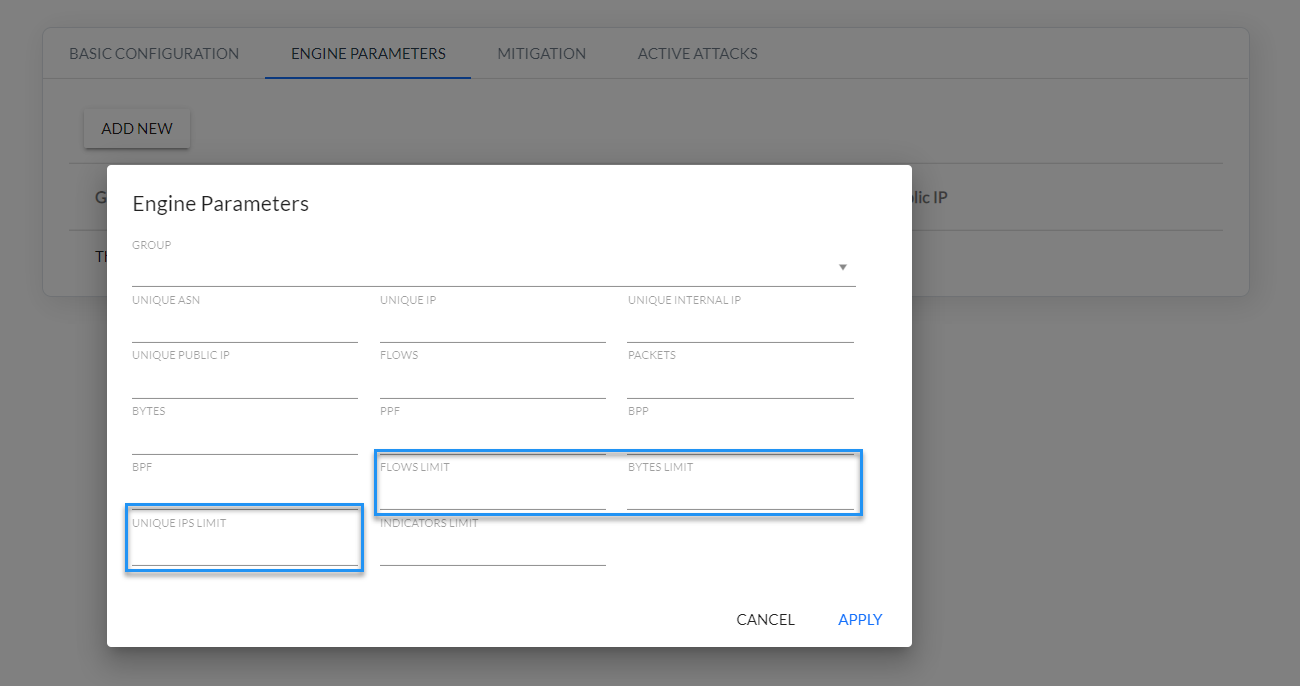 BASIC CONFIGURATION ENGINE PARAMETERS MITIGATION ACTIVE ATTACKS
ADD NEW
G lic IP
Th
Engine Parameters
GROUP
UNIQUE ASN UNIQUE IP UNIQUE INTERNAL IP
UNIQUE PUBLIC IP FLOWS PACKETS
BYTES PPF BPP
BPF FLOWS LIMIT BYTES LIMIT
UNIQUE IPS LIMIT INDICATORS LIMIT
CANCEL APPLY